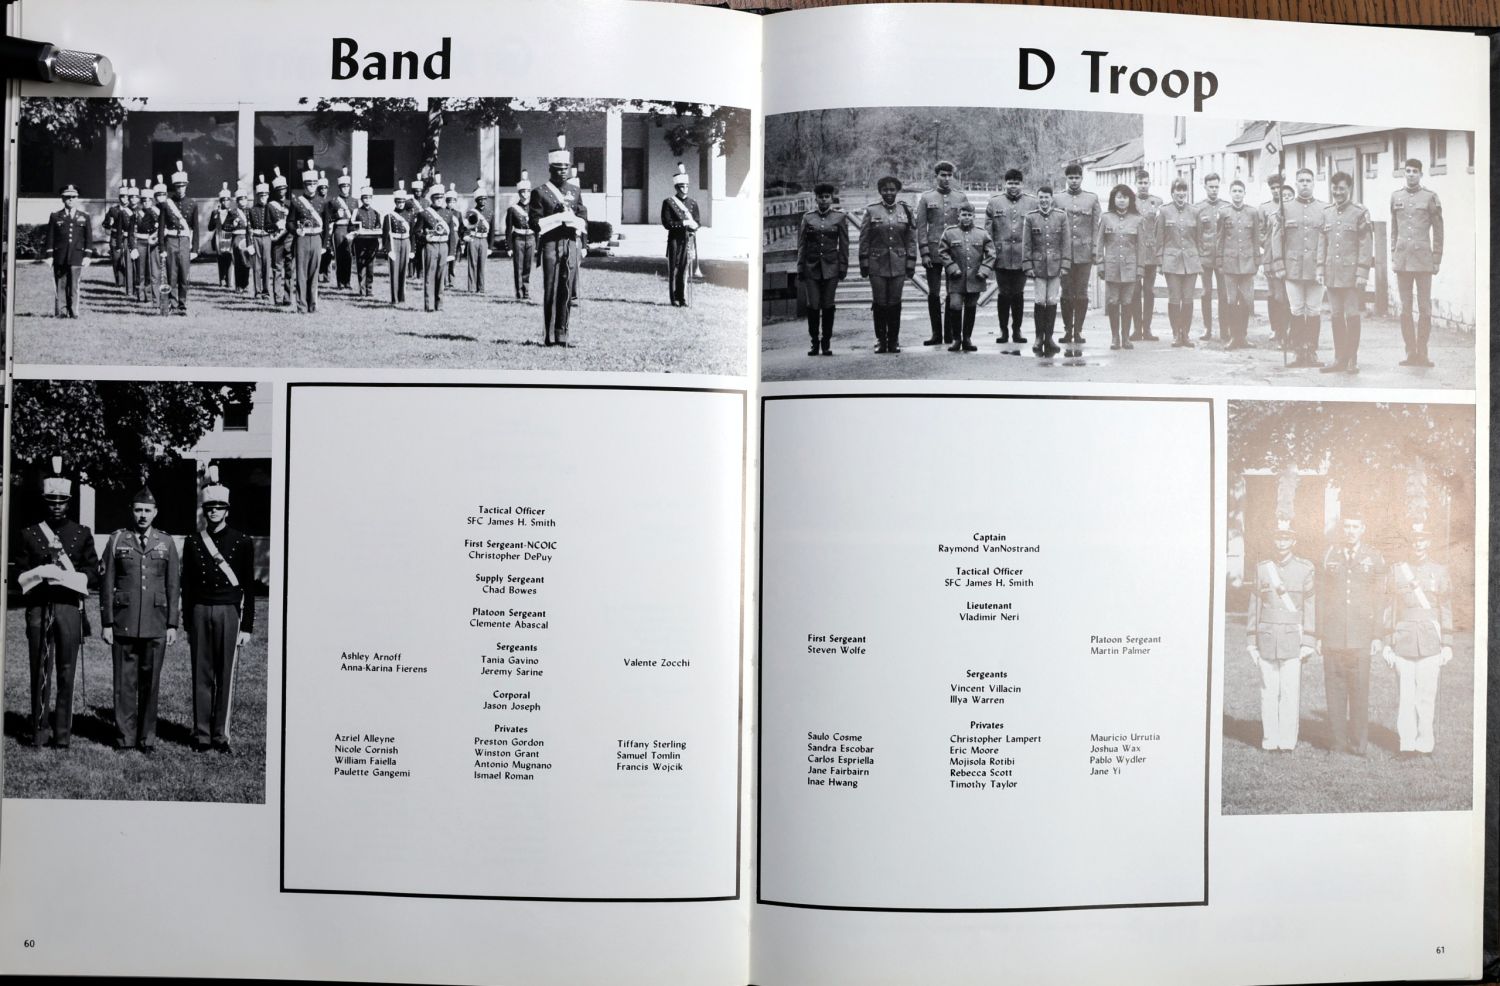 Band
Tactical Officer
SFC James H. Smith
First Sergeant-NCOIC
Christopher DePuy
Supply Sergeant
Chad Bowes
Platoon Sergeant
Clemente Abascal
Sergeants
Ashley Arnoff
Anna-Karina Fierens
Tania Gavino
Jeremy Sarine
Valente Zocchi
Corporal
Jason Joseph
Privates
Azriel Alleyne
Nicole Cornish
William Faiella
Paulette Gangemi
Preston Gordon
Winston Grant
Antonio Mugnano
Ismael Roman
Tiffany Sterling
Samuel Tomlin
Francis Wojcik
60
D Troop
Captain
Raymond VanNostrand
Tactical Officer
SFC James H. Smith
Lieutenant
Vladimir Neri
First Sergeant
Steven Wolfe
Platoon Sergeant
Martin Palmer
Sergeants
Vincent Villacin
Illya Warren
Privates
Saulo Cosme
Sandra Escobar
Carlos Espriella
Jane Fairbairn
Inae Hwang
Christopher Lampert
Eric Moore
Mojisola Rotibi
Rebecca Scott
Timothy Taylor
Mauricio Urrutia
Joshua Wax
Pablo Wydler
Jane Yi
61